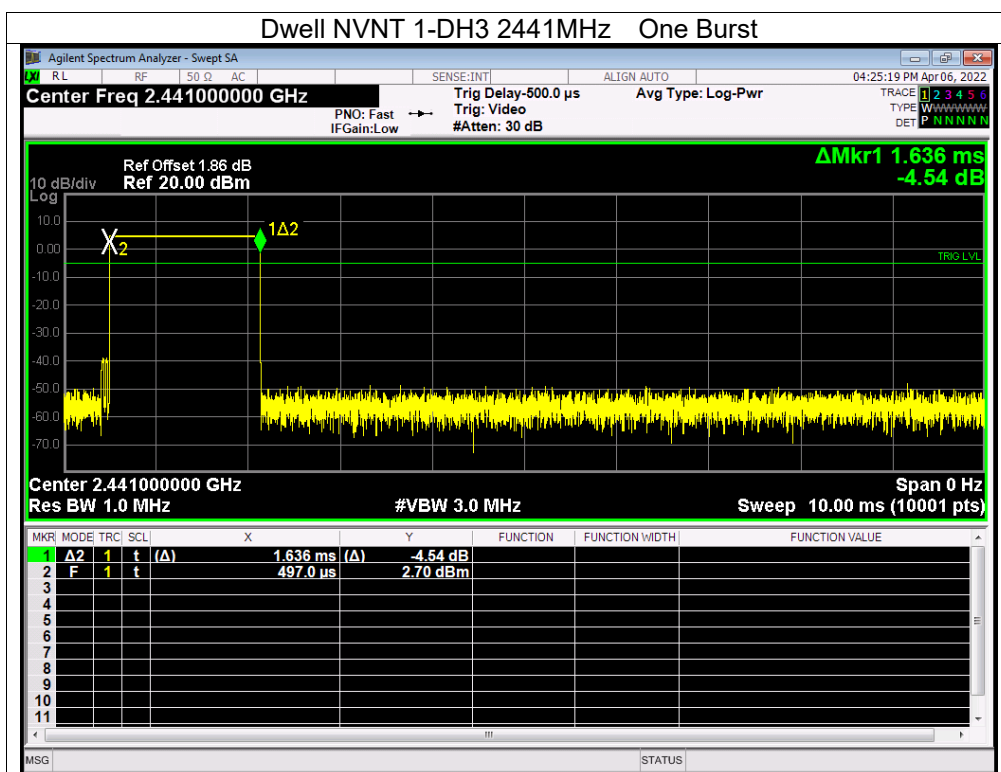 Dwell NVNT 1-DH3 2441MHz One Burst
Agilent Spectrum Analyzer - Swept SA
LXI RL RF 50 Ω AC SENSE:INT ALIGN AUTO 04:25:19 PM Apr 06, 2022
Center Freq 2.441000000 GHz Trig Delay-500.0 µs Avg Type: Log-Pwr TRACE 1 2 3 4 5 6
PNO: Fast Trig: Video TYPE WWWWWWW
IFGain:Low #Atten: 30 dB DET P N N N N N
ΔMkr1 1.636 ms
-4.54 dB
Ref Offset 1.86 dB
10 dB/div Ref 20.00 dBm
Log
10.0
1Δ2
X2
0.00
TRIG LVL
-10.0
-20.0
-30.0
-40.0
-50.0
-60.0
-70.0
Center 2.441000000 GHz Span 0 Hz
Res BW 1.0 MHz #VBW 3.0 MHz Sweep 10.00 ms (10001 pts)
MKR MODE TRC SCL X Y FUNCTION FUNCTION WIDTH FUNCTION VALUE
1 Δ2 1 t (Δ) 1.636 ms (Δ) -4.54 dB
2 F 1 t 497.0 µs 2.70 dBm
3
4
5
6
7
8
9
10
11
MSG STATUS